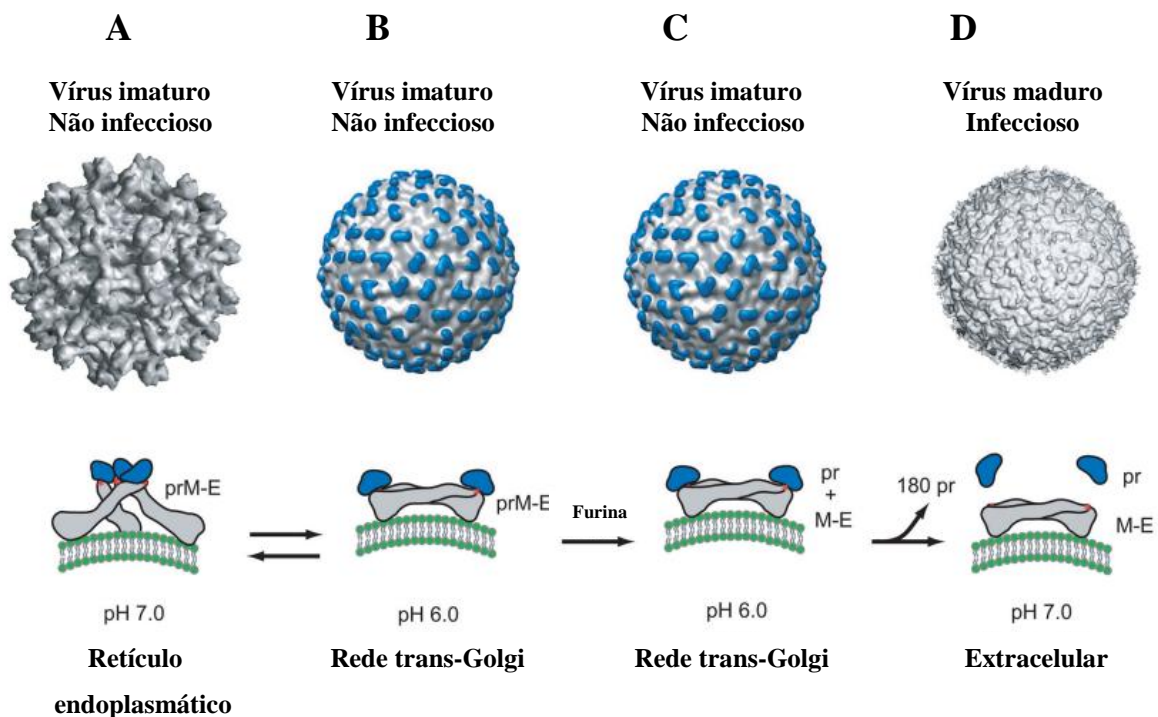 A
B
C
D
Vírus imaturo
Não infeccioso
Vírus imaturo
Não infeccioso
Vírus imaturo
Não infeccioso
Vírus maduro
Infeccioso
prM-E
prM-E
Furina
pr
+
M-E
180 pr
pr
M-E
pH 7.0
pH 6.0
pH 6.0
pH 7.0
Retículo
endoplasmático
Rede trans-Golgi
Rede trans-Golgi
Extracelular